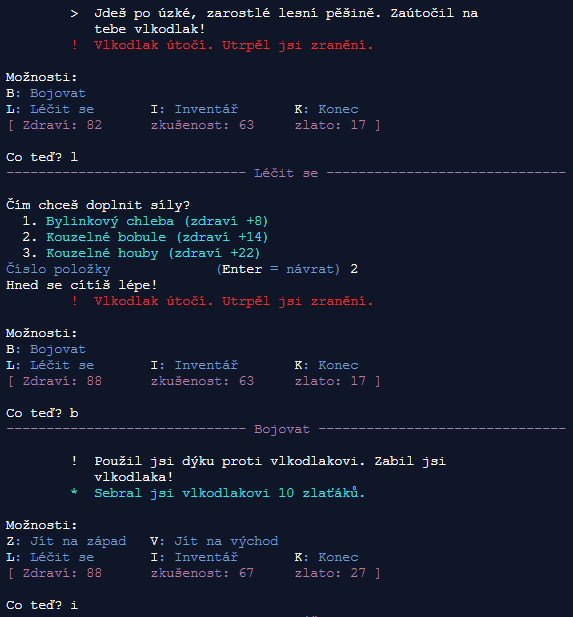 > Jdeš po úzké, zarostlé lesní pěšině. Zaútočil na
tebe vlkodlak!
! Vlkodlak útočí. Utrpěl jsi zranění.
Možnosti:
B: Bojovat
L: Léčit se I: Inventář K: Konec
[ Zdraví: 82 zkušenost: 63 zlato: 17 ]
Co teď? l
------------------------------ Léčit se ------------------------------
Čím chceš doplnit síly?
1. Bylinkový chleba (zdraví +8)
2. Kouzelné bobule (zdraví +14)
3. Kouzelné houby (zdraví +22)
Číslo položky (Enter = návrat) 2
Hned se cítíš lépe!
! Vlkodlak útočí. Utrpěl jsi zranění.
Možnosti:
B: Bojovat
L: Léčit se I: Inventář K: Konec
[ Zdraví: 88 zkušenost: 63 zlato: 17 ]
Co teď? b
------------------------------ Bojovat -------------------------------
! Použil jsi dýku proti vlkodlakovi. Zabil jsi
vlkodlaka!
* Sebral jsi vlkodlakovi 10 zlaťáků.
Možnosti:
Z: Jít na západ V: Jít na východ
L: Léčit se I: Inventář K: Konec
[ Zdraví: 88 zkušenost: 67 zlato: 27 ]
Co teď? i